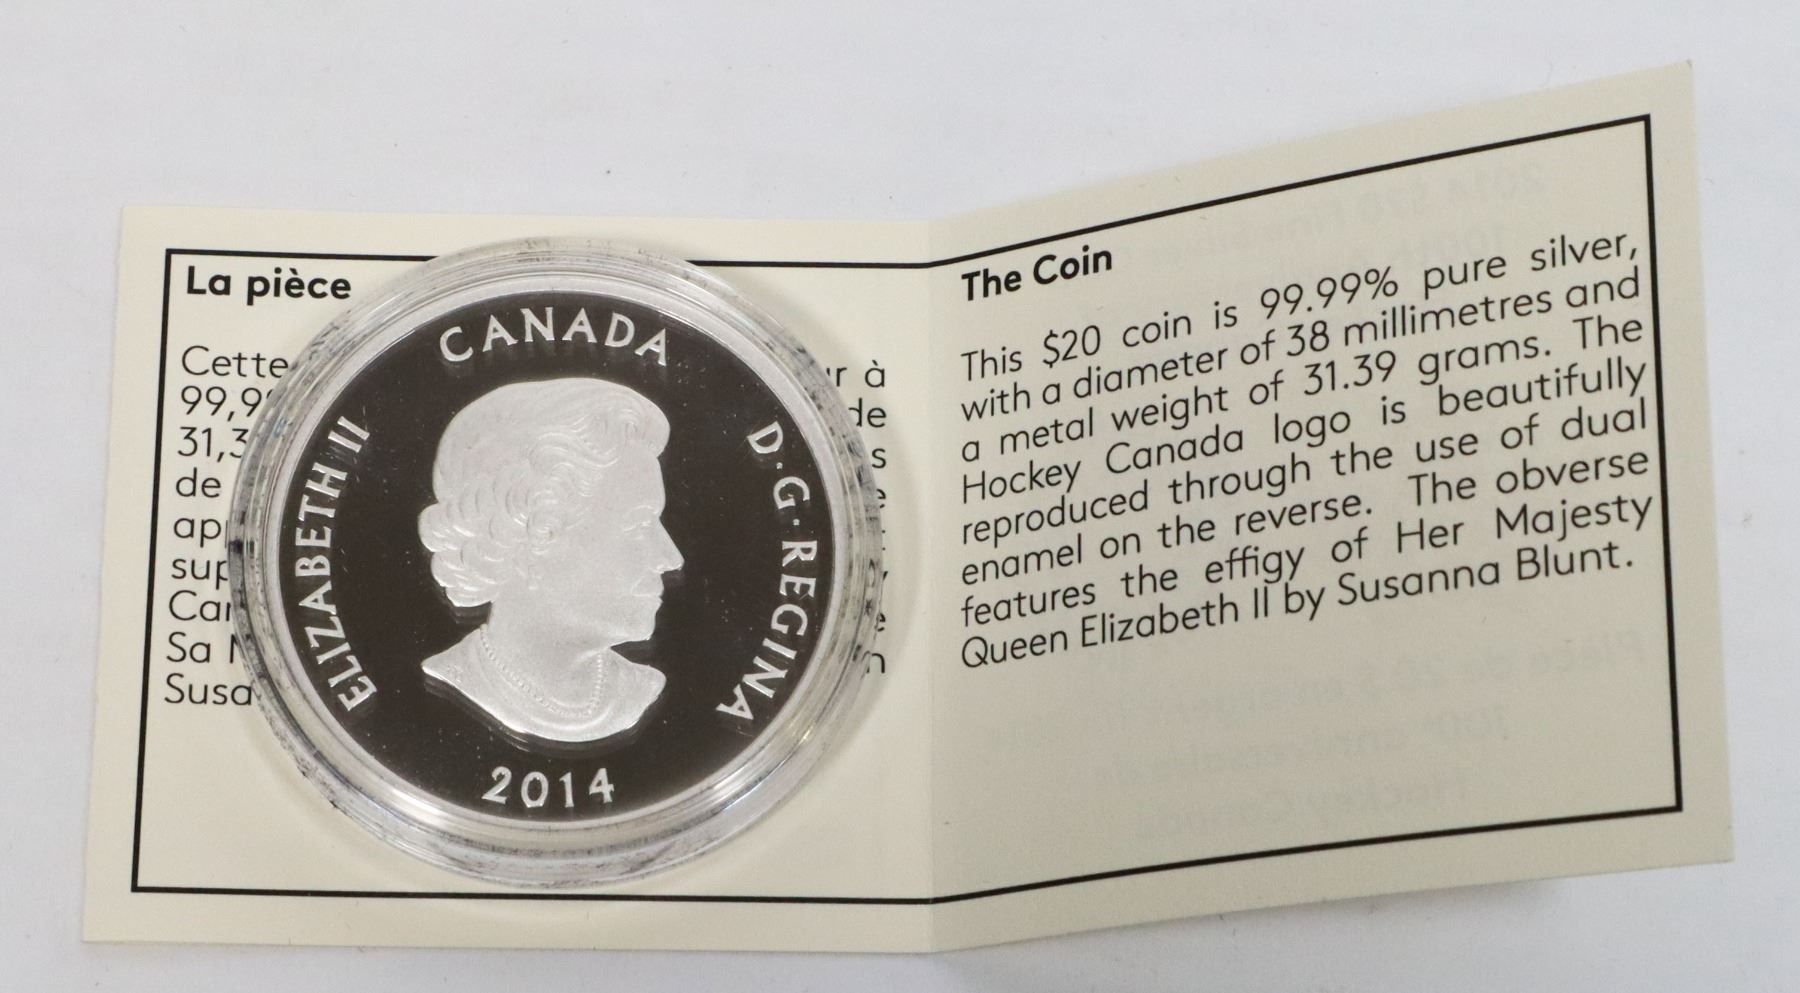 La pièce
Cette r à
99,9 de
31,3 s
de
ap
sup
Ca
Sa n
Susa
CANADA
ELIZABETH II
D·G·REGINA
2014
The Coin
This $20 coin is 99.99% pure silver,
with a diameter of 38 millimetres and
a metal weight of 31.39 grams. The
Hockey Canada logo is beautifully
reproduced through the use of dual
enamel on the reverse. The obverse
features the effigy of Her Majesty
Queen Elizabeth II by Susanna Blunt.